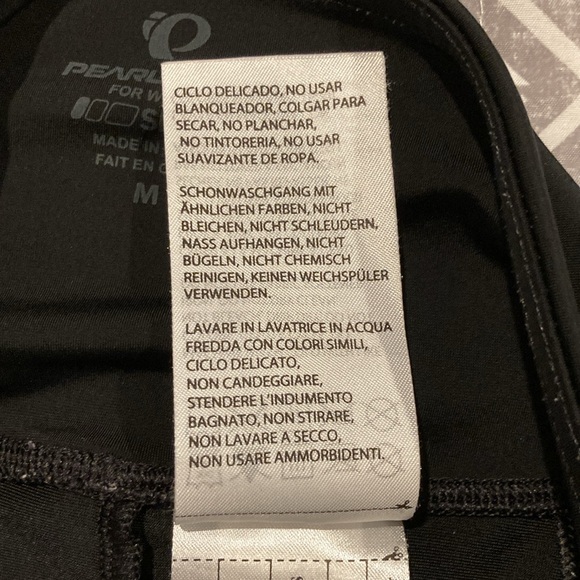 PEARL
FOR W
MADE IN
FAIT EN
M
CICLO DELICADO, NO USAR
BLANQUEADOR, COLGAR PARA
SECAR, NO PLANCHAR,
NO TINTORERIA, NO USAR
SUAVIZANTE DE ROPA.
SCHONWASCHGANG MIT
ÄHNLICHEN FARBEN, NICHT
BLEICHEN, NICHT SCHLEUDERN,
NASS AUFHANGEN, NICHT
BÜGELN, NICHT CHEMISCH
REINIGEN, KEINEN WEICHSPÜLER
VERWENDEN.
LAVARE IN LAVATRICE IN ACQUA
FREDDA CON COLORI SIMILI,
CICLO DELICATO,
NON CANDEGGIARE,
STENDERE L'INDUMENTO
BAGNATO, NON STIRARE,
NON LAVARE A SECCO,
NON USARE AMMORBIDENTI.